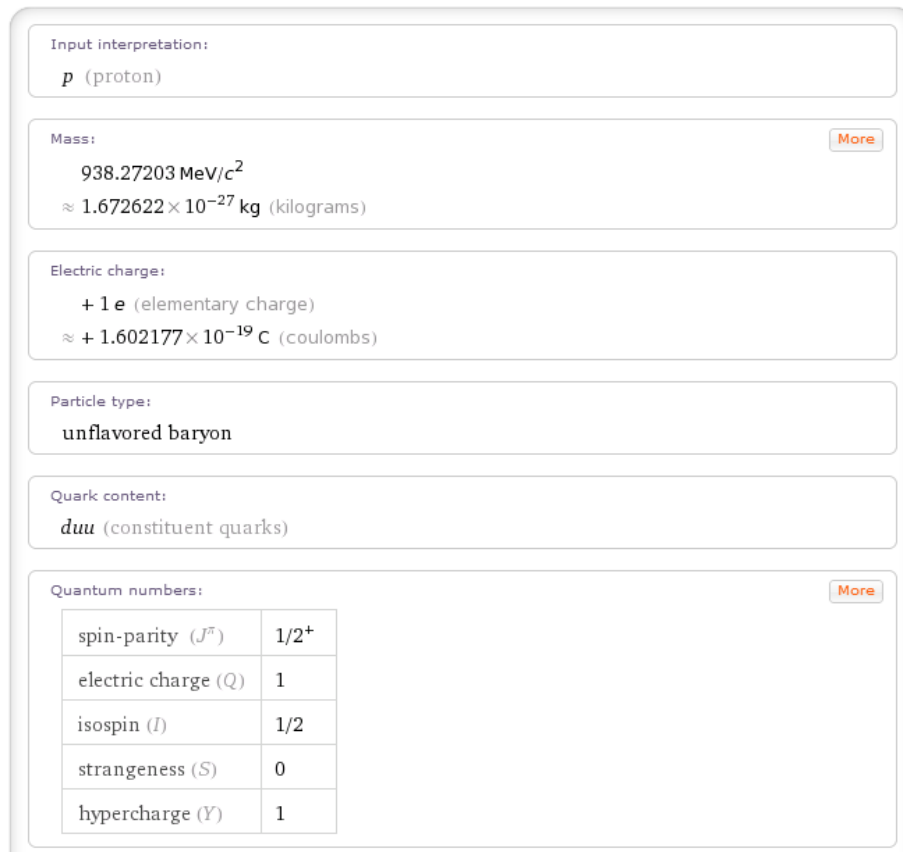 Input interpretation:
p (proton)
Mass:
More
938.27203 MeV/c²
≈ 1.672622 × 10⁻²⁷ kg (kilograms)
Electric charge:
+ 1 e (elementary charge)
≈ + 1.602177 × 10⁻¹⁹ C (coulombs)
Particle type:
unflavored baryon
Quark content:
duu (constituent quarks)
Quantum numbers:
More
spin-parity (Jᵖⁱ) 1/2⁺
electric charge (Q) 1
isospin (I) 1/2
strangeness (S) 0
hypercharge (Y) 1